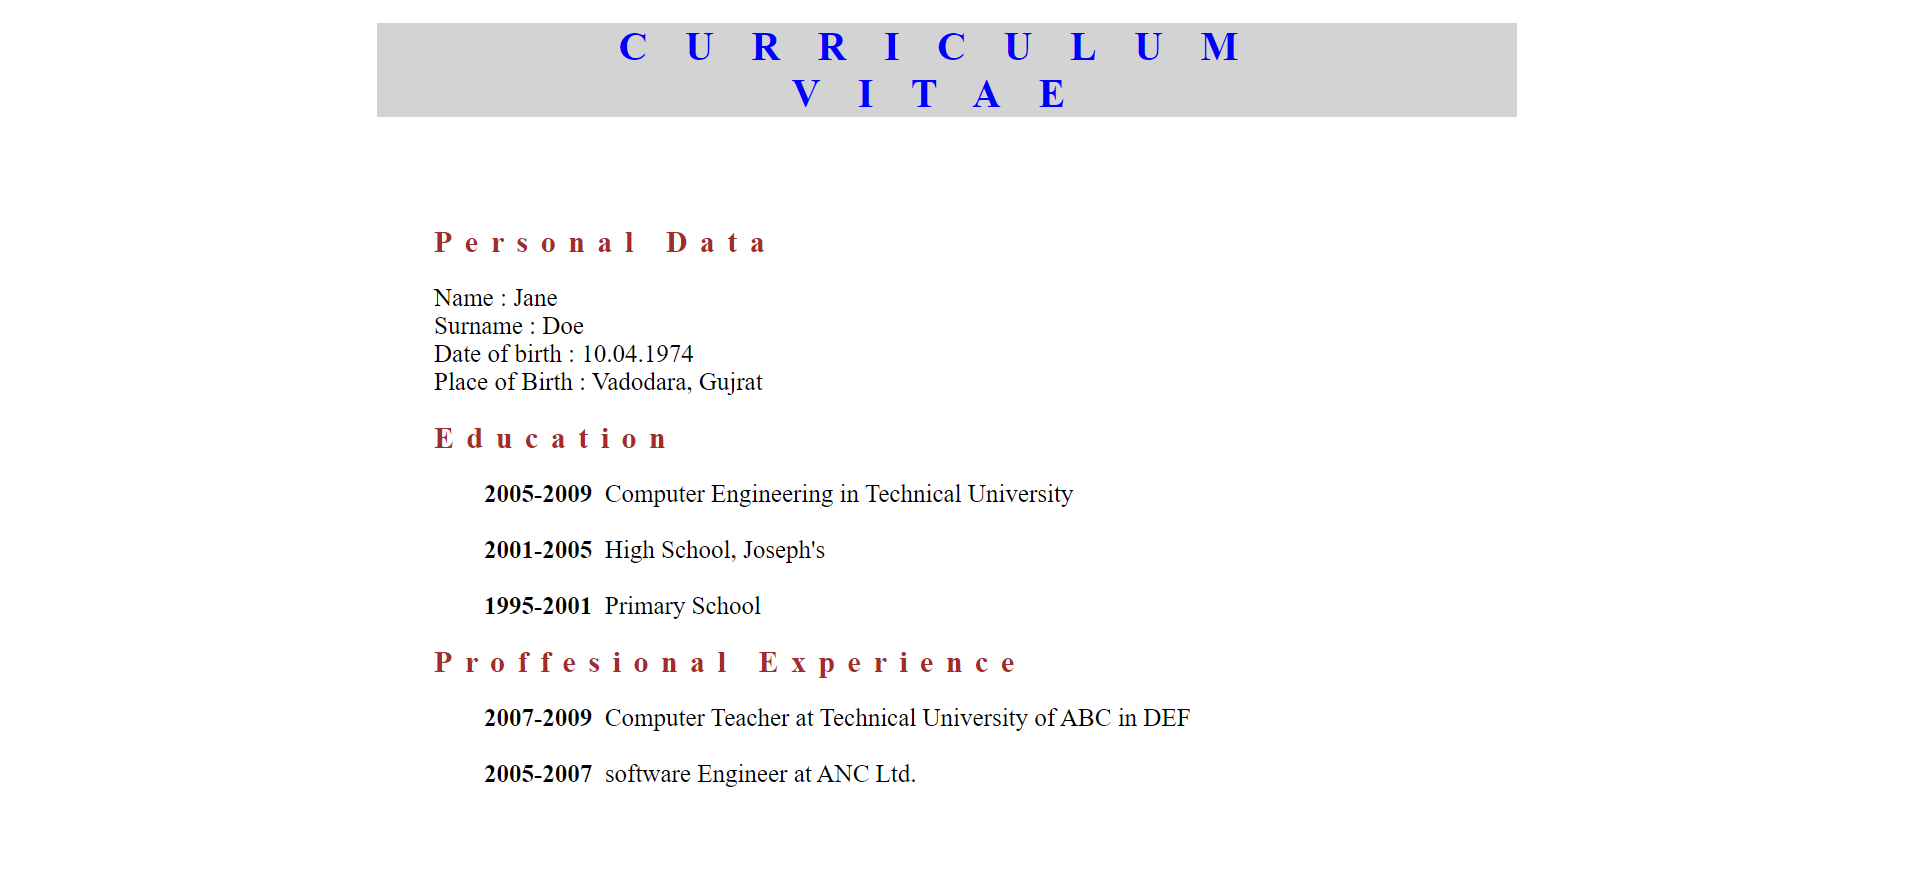 CURRICULUM
VITAE
Personal Data
Name : Jane
Surname : Doe
Date of birth : 10.04.1974
Place of Birth : Vadodara, Gujrat
Education
2005-2009 Computer Engineering in Technical University
2001-2005 High School, Joseph's
1995-2001 Primary School
Proffesional Experience
2007-2009 Computer Teacher at Technical University of ABC in DEF
2005-2007 software Engineer at ANC Ltd.